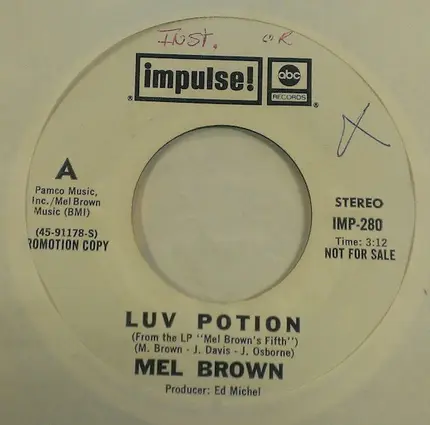 INST. OR
impulse!
abc
RECORDS
A
Pamco Music,
Inc./Mel Brown
Music (BMI)
(45-91178-S)
PROMOTION COPY
STEREO
IMP-280
Time: 3:12
NOT FOR SALE
LUV POTION
(From the LP "Mel Brown's Fifth")
(M. Brown - J. Davis - J. Osborne)
MEL BROWN
Producer: Ed Michel